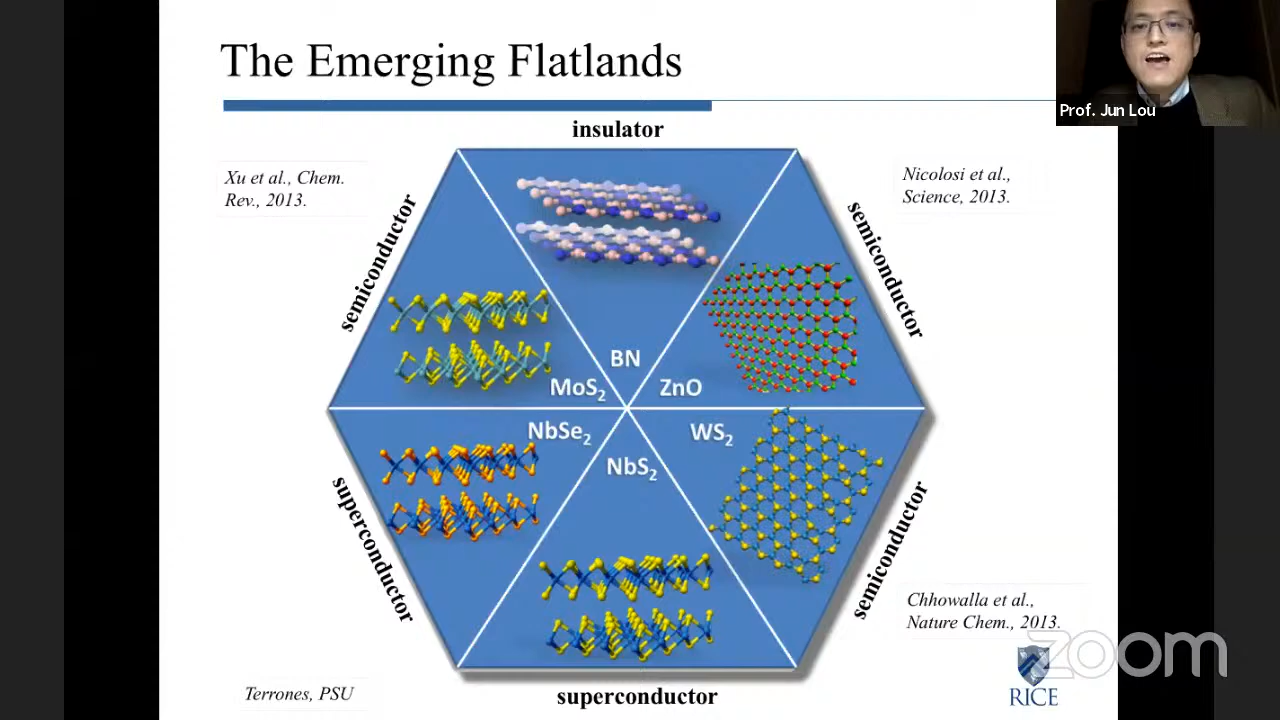 The Emerging Flatlands
Prof. Jun Lou
insulator
Xu et al., Chem.
Rev., 2013.
Nicolosi et al.,
Science, 2013.
semiconductor
semiconductor
BN
MoS2
ZnO
NbSe2
WS2
NbS2
superconductor
semiconductor
Chhowalla et al.,
Nature Chem., 2013.
zoom
Terrones, PSU
superconductor
RICE